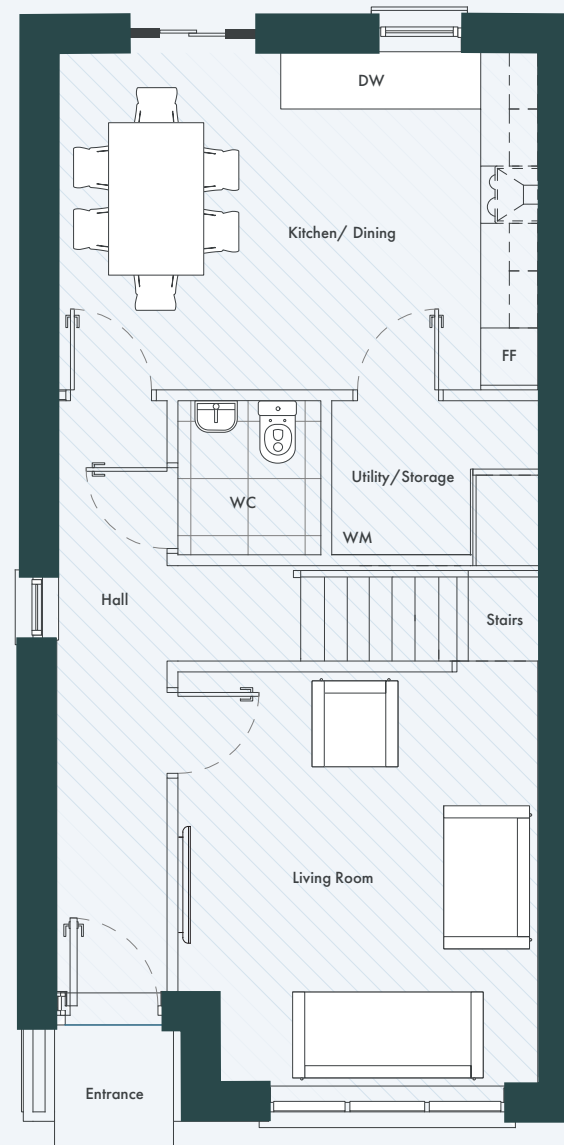 DW
Kitchen/ Dining
FF
Utility/Storage
WC
WM
Hall
Stairs
Living Room
Entrance